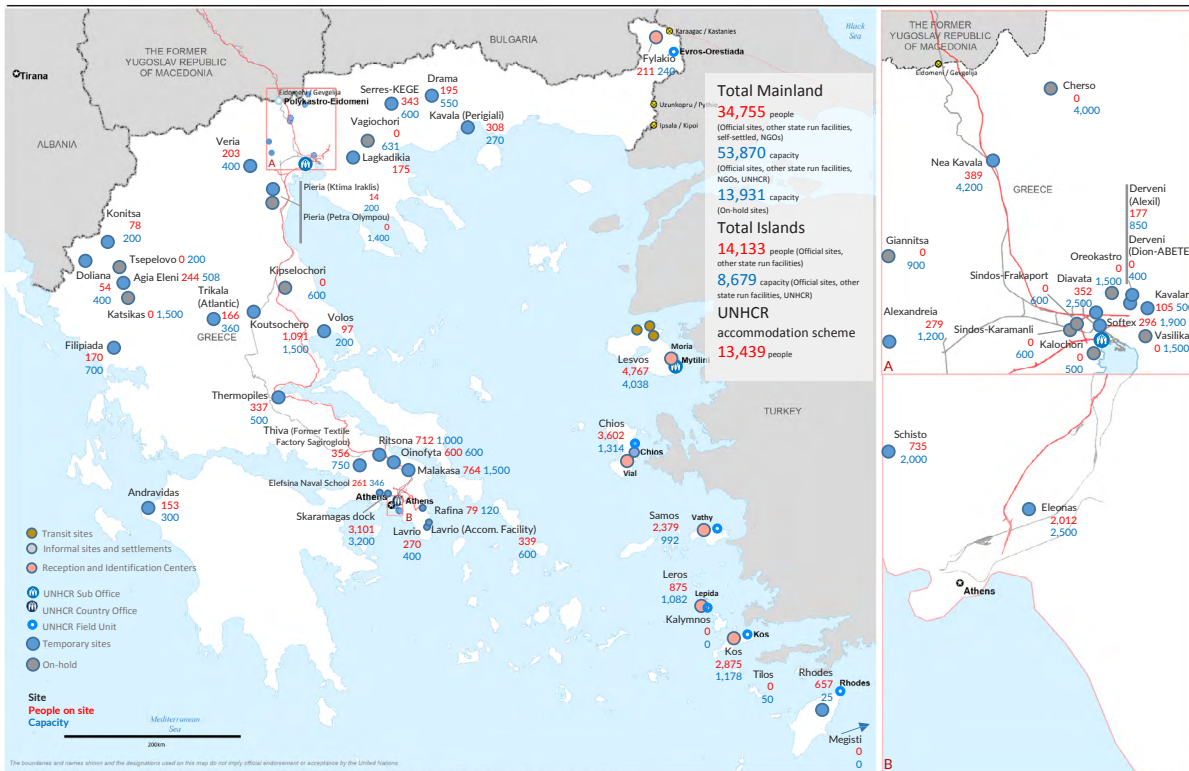 THE FORMER
YUGOSLAV REPUBLIC
OF MACEDONIA
BULGARIA
Black
Sea
Tirana
ALBANIA
Karaagac / Kastanies
Fylakio
211 240
Evros-Orestiada
Uzunkopru / Pythio
Ipsala / Kipoi
Eidomeni / Gevgelija
Polykastro-Eidomeni
A
Serres-KEGE
343
600
Drama
195
550
Kavala (Perigiali)
308
270
Vagiochori
0
631
Lagkadikia
175
Veria
203
400
Pieria (Ktima Iraklis)
14
200
Pieria (Petra Olympou)
0
1,400
Konitsa
78
200
Tsepelovo 0 200
Doliana
54
400
Agia Eleni 244 508
Katsikas 0 1,500
Trikala
(Atlantic)
166
360
GREECE
Kipselochori
0
600
Koutsochero
1,091
1,500
Volos
97
200
Filipiada
170
700
Thermopiles
337
500
Thiva (Former Textile
Factory Sagiroglou)
356
750
Ritsona 712 1,000
Oinofyta 600 600
Malakasa 764 1,500
Elefsina Naval School 261 346
Athens
Athens
B
Skaramagas dock
3,101
3,200
Rafina 79 120
Lavrio
270
400
Lavrio (Accom. Facility)
339
600
Andravidas
153
300
Moria
Mytilini
Lesvos
4,767
4,038
Chios
3,602
1,314
Chios
Vial
TURKEY
Samos
2,379
992
Vathy
Leros
875
1,082
Lepida
Kalymnos
0
0
Kos
Kos
2,875
1,178
Tilos
0
50
Rhodes
657
25
Rhodes
Megisti
0
0
Total Mainland
34,755 people
(Official sites, other state run facilities,
self-settled, NGOs)
53,870 capacity
(Official sites, other state run facilities,
NGOs, UNHCR)
13,931 capacity
(On-hold sites)
Total Islands
14,133 people (Official sites,
other state run facilities)
8,679 capacity (Official sites, other
state run facilities, UNHCR)
UNHCR
accommodation scheme
13,439 people
Transit sites
Informal sites and settlements
Reception and Identification Centers
UNHCR Sub Office
UNHCR Country Office
UNHCR Field Unit
Temporary sites
On-hold
Site
People on site
Capacity
Mediterranean
Sea
200km
The boundaries and names shown and the designations used on this map do not imply official endorsement or acceptance by the United Nations
THE FORMER
YUGOSLAV REPUBLIC
OF MACEDONIA
Eidomeni / Gevgelija
Cherso
0
4,000
Nea Kavala
389
4,200
GREECE
Derveni
(Alexil)
177
850
Derveni
(Dion-ABETE
0
400
Giannitsa
0
900
Oreokastro
0
1,500
Sindos-Frakaport
0
600
Diavata
352
2,500
Kavalar
105 500
Alexandreia
279
1,200
Softex 296 1,900
Sindos-Karamanli
0
600
Vasilika
0 1,500
Kalochori
0
500
A
Schisto
735
2,000
Eleonas
2,012
2,500
Athens
B